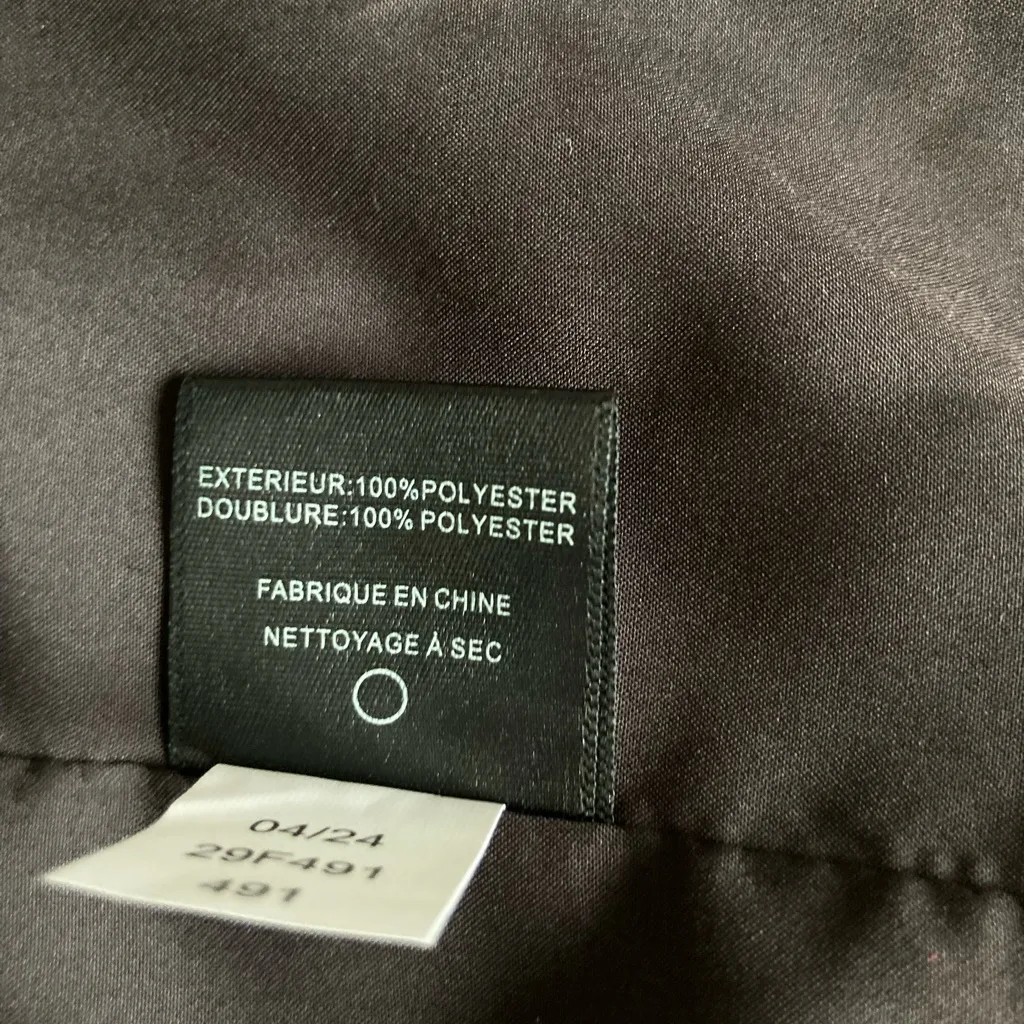 EXTERIEUR:100%POLYESTER
DOUBLURE:100% POLYESTER
FABRIQUE EN CHINE
NETTOYAGE À SEC
04/24
29F491
491